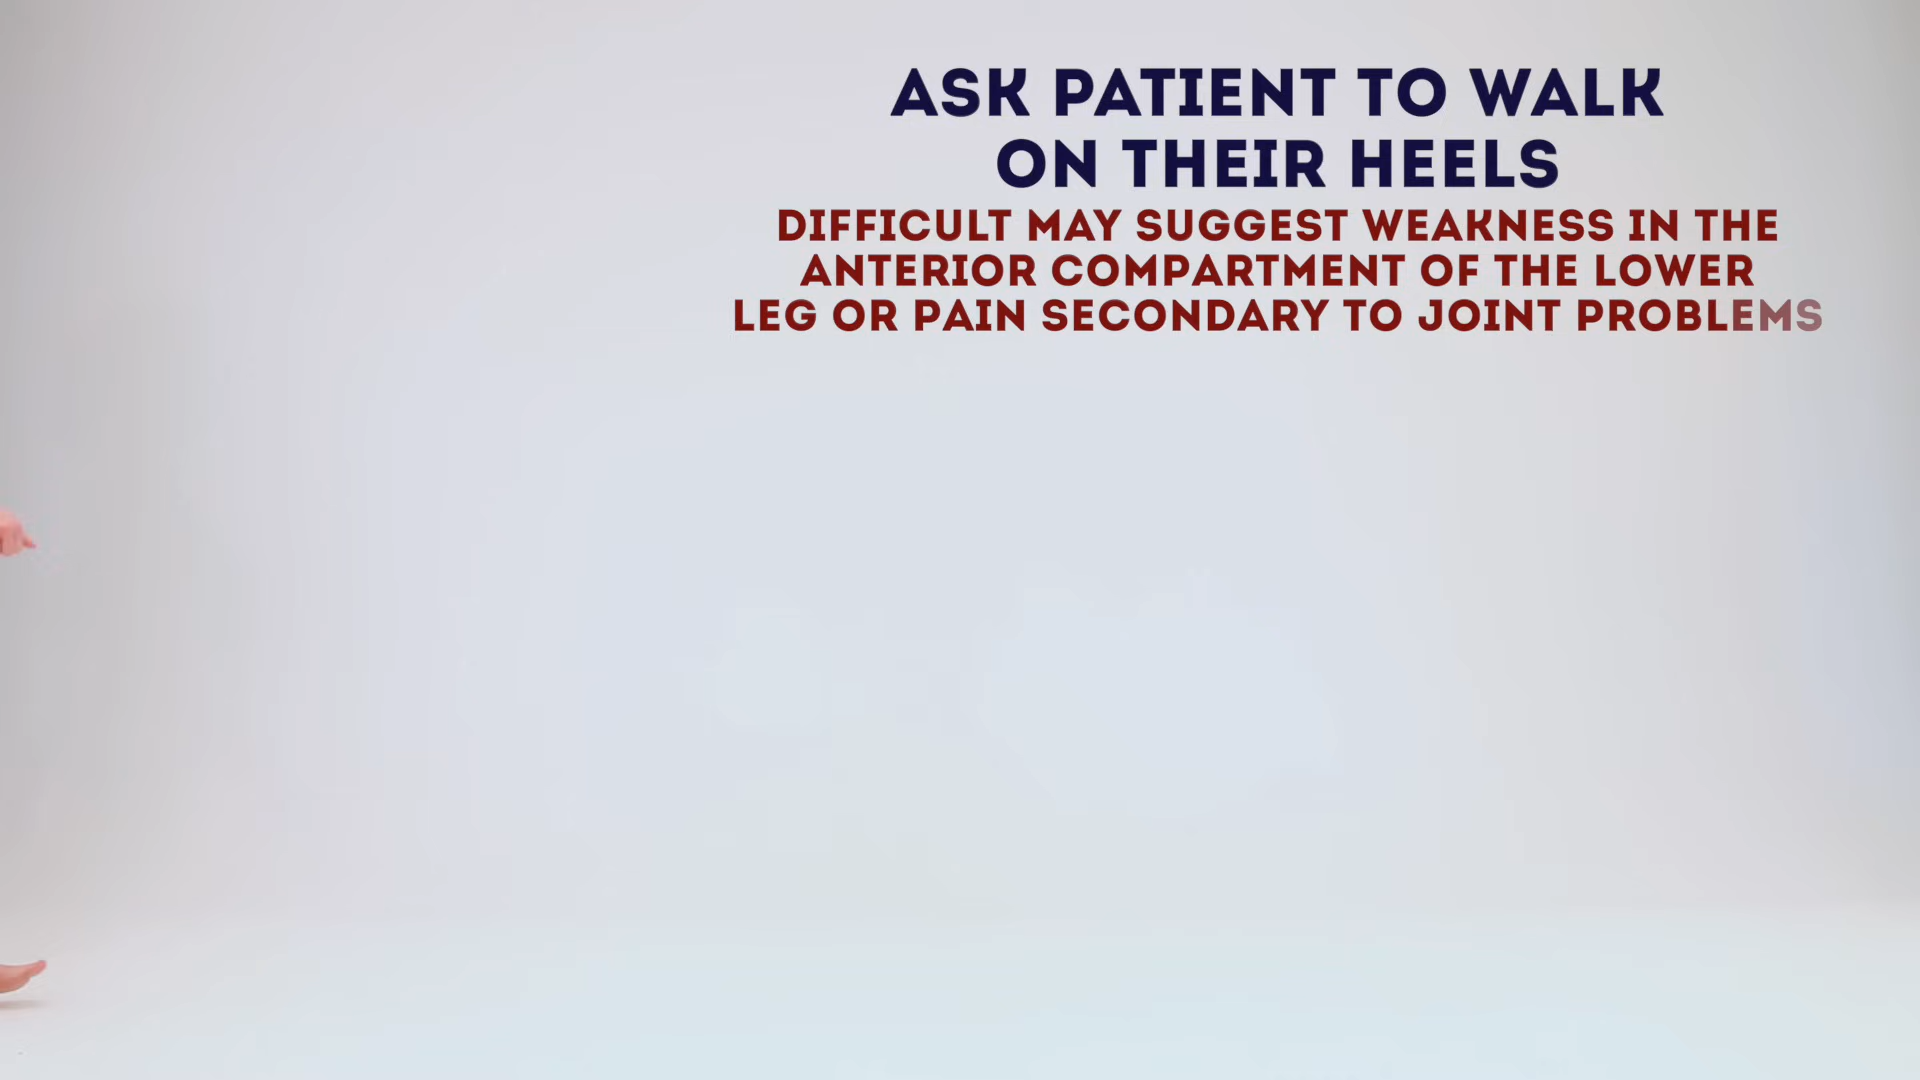 ASK PATIENT TO WALK
ON THEIR HEELS
DIFFICULT MAY SUGGEST WEAKNESS IN THE
ANTERIOR COMPARTMENT OF THE LOWER
LEG OR PAIN SECONDARY TO JOINT PROBLEMS